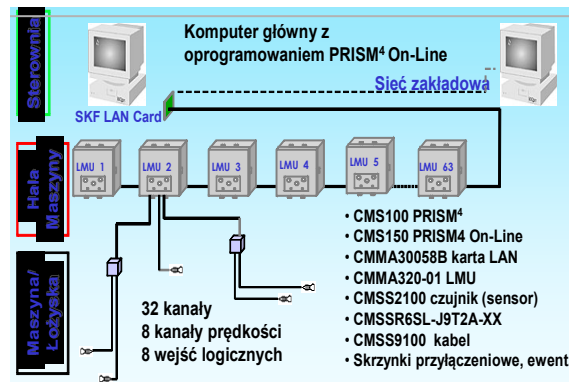 Sterownia
Komputer główny z
oprogramowaniem PRISM⁴ On-Line
Sieć zakładowa
SKF LAN Card
Hala
Maszyny
LMU 1
LMU 2
LMU 3
LMU 4
LMU 5
LMU 63
Maszyna/
Łożyska
32 kanały
8 kanały prędkości
8 wejść logicznych
• CMS100 PRISM⁴
• CMS150 PRISM4 On-Line
• CMMA30058B karta LAN
• CMMA320-01 LMU
• CMSS2100 czujnik (sensor)
• CMSSR6SL-J9T2A-XX
• CMSS9100 kabel
• Skrzynki przyłączeniowe, ewent